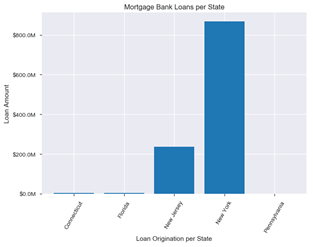 Mortgage Bank Loans per State
$800.0M
$600.0M
$400.0M
$200.0M
$0.0M
Loan Amount
Connecticut
Florida
New Jersey
New York
Pennsylvania
Loan Origination per State